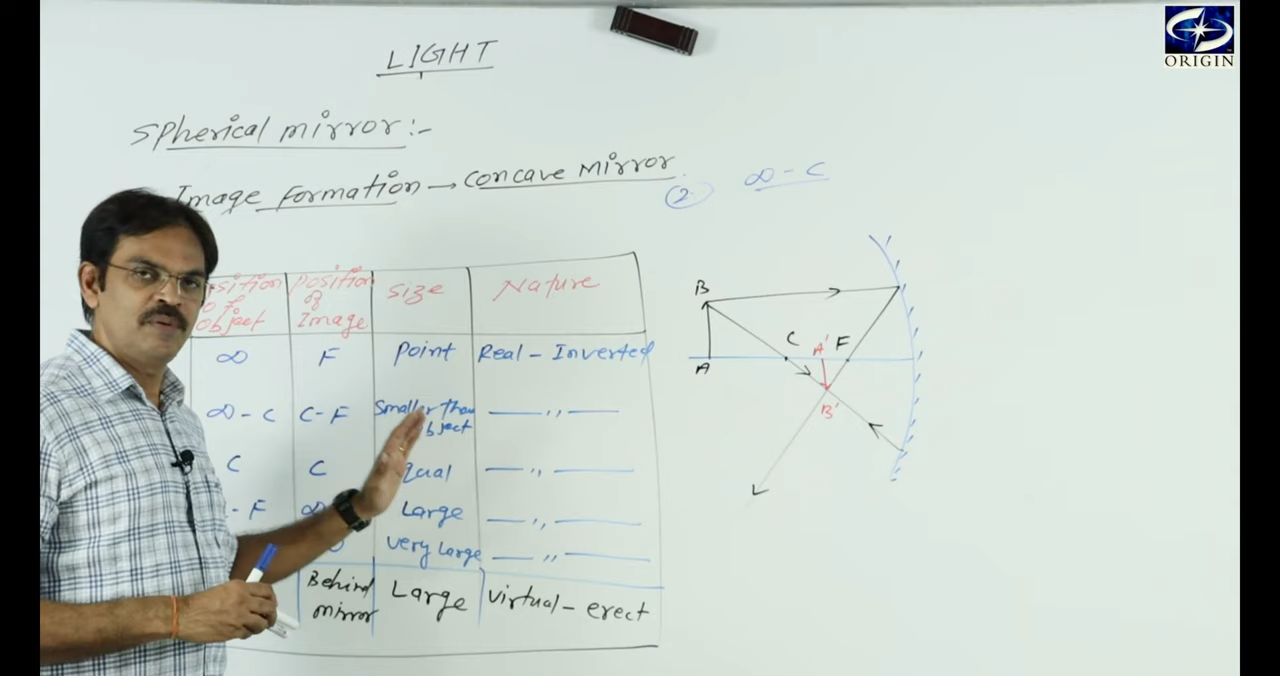 LIGHT
ORIGIN
Spherical mirror:-
Image Formation → Concave Mirror
② ∞ - C
Position of Image
Size
Nature
object
∞
F
Point
Real - Inverted
∞ - C
C - F
Smaller than
〃
C
C
〃
- F
Large
〃
Very Large
〃
Behind mirror
Large
Virtual - erect
B
A
C
A'
F
B'